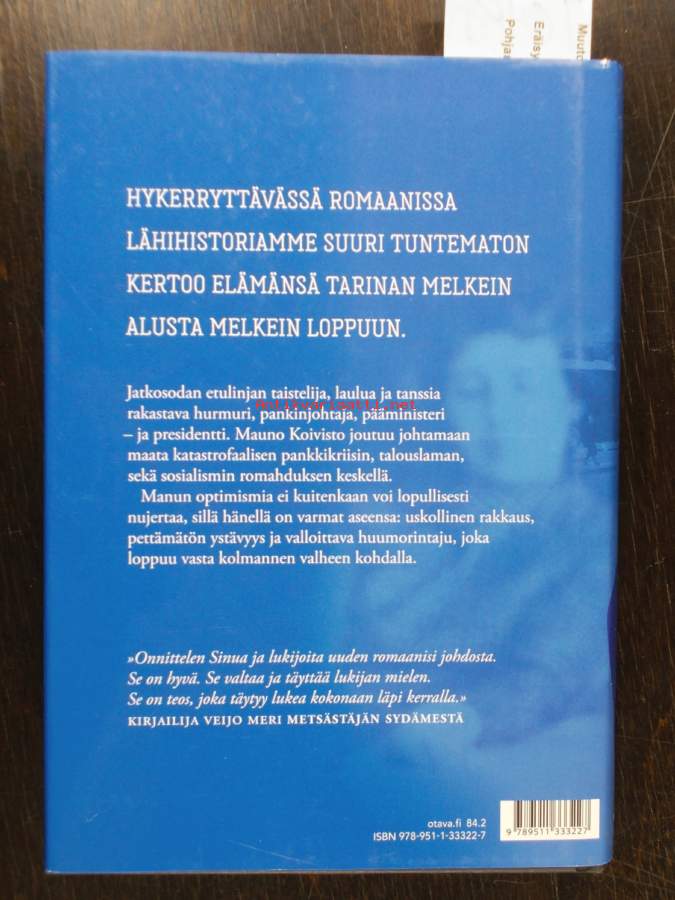 Muuto
Eräisy
Pohja
HYKERRYTTÄVÄSSÄ ROMAANISSA
LÄHIHISTORIAMME SUURI TUNTEMATON
KERTOO ELÄMÄNSÄ TARINAN MELKEIN
ALUSTA MELKEIN LOPPUUN.
Jatkosodan etulinjan taistelija, laulua ja tanssia
Antikvariaatti.net
rakastava hurmuri, pankinjohtaja, pääministeri
– ja presidentti. Mauno Koivisto joutuu johtamaan
maata katastrofaalisen pankkikriisin, talouslaman,
sekä sosialismin romahduksen keskellä.
Manun optimismia ei kuitenkaan voi lopullisesti
nujertaa, sillä hänellä on varmat aseensa: uskollinen rakkaus,
pettämätön ystävyys ja valloittava huumorintaju, joka
loppuu vasta kolmannen valheen kohdalla.
»Onnittelen Sinua ja lukijoita uuden romaanisi johdosta.
Se on hyvä. Se valtaa ja täyttää lukijan mielen.
Se on teos, joka täytyy lukea kokonaan läpi kerralla.»
KIRJAILIJA VEIJO MERI METSÄSTÄJÄN SYDÄMESTÄ
otava.fi 84.2
ISBN 978-951-1-33322-7
9 789511 333227